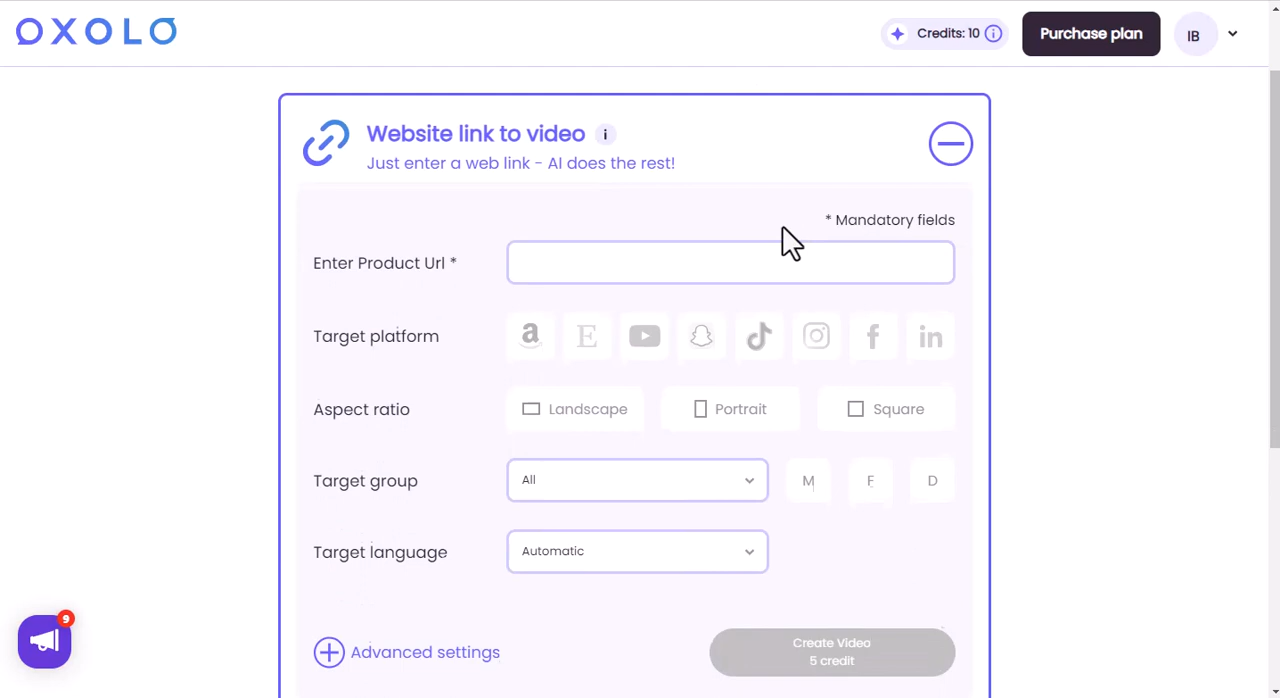 OXOLO
Credits: 10 i
Purchase plan
IB
Website link to video i
Just enter a web link - AI does the rest!
* Mandatory fields
Enter Product Url *
Target platform
a E f in
Aspect ratio
Landscape
Portrait
Square
Target group
All
M
F
D
Target language
Automatic
9
Advanced settings
Create Video
5 credit